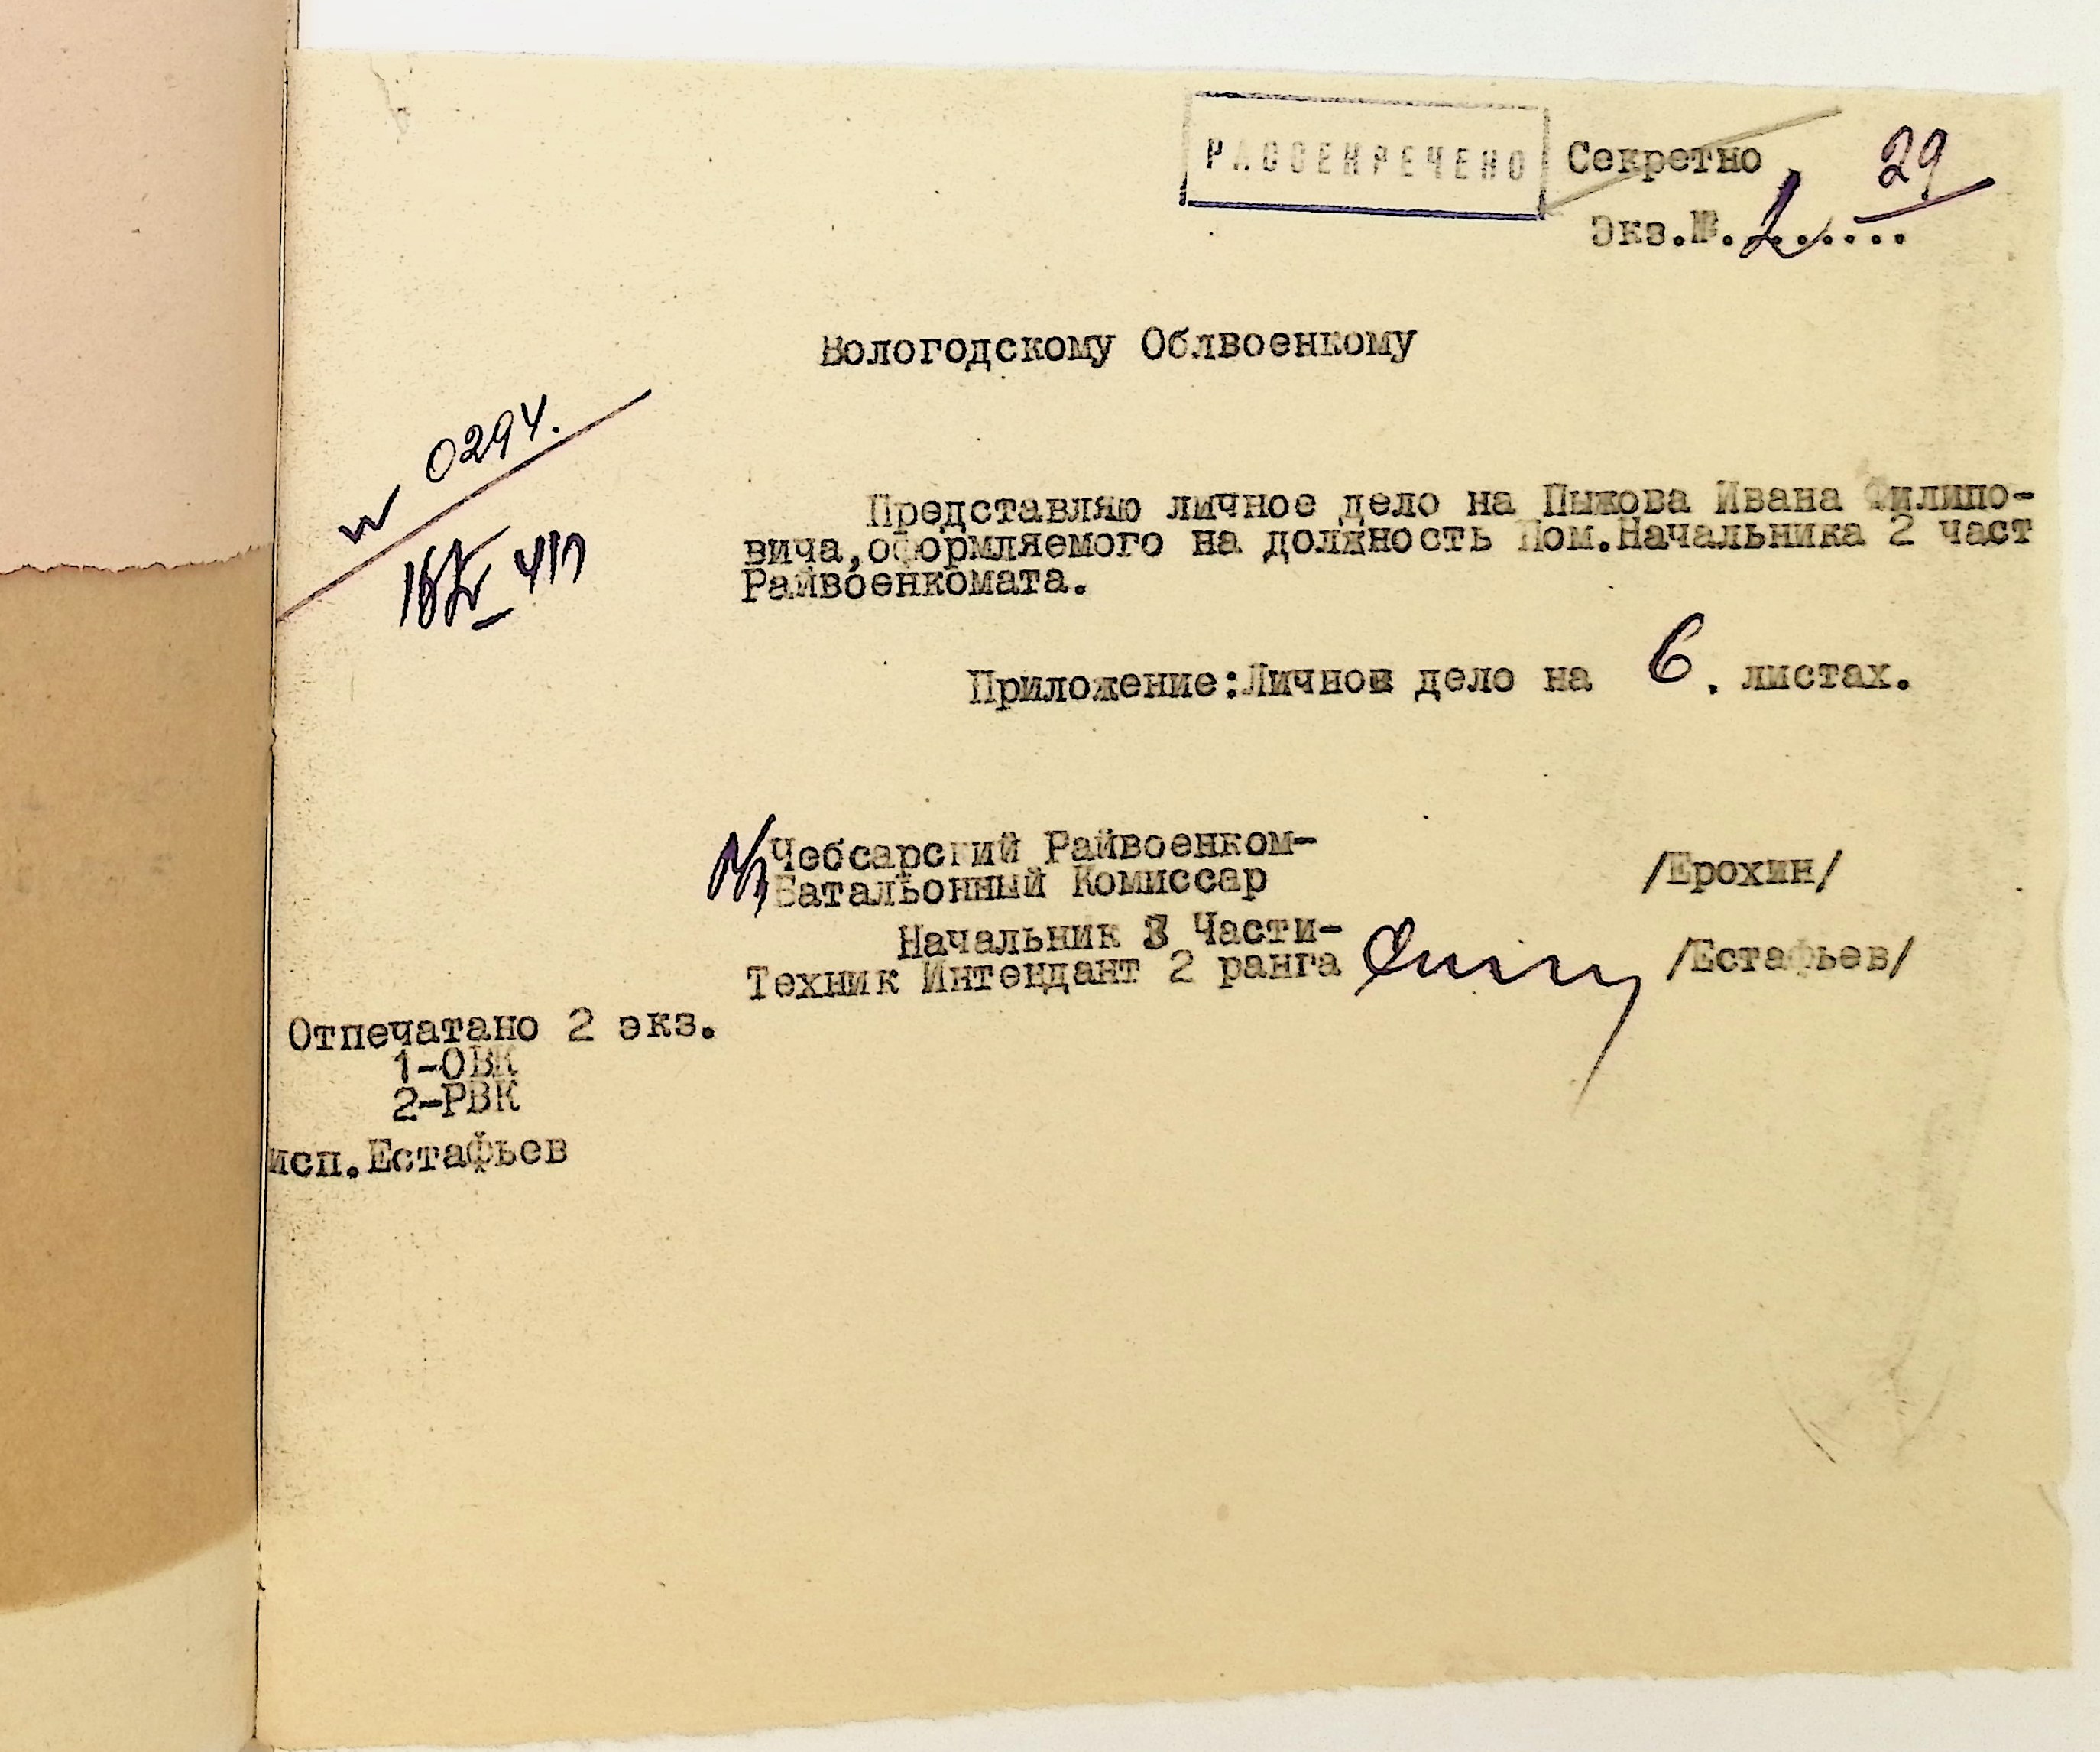 РАССЕКРЕЧЕНО
Секретно
29
Экз.№.2......
Вологодскому Облвоенкому
№ 0294.
Представляю личное дело на Пыжова Ивана Филипо-
вича,оформляемого на должность Пом.Начальника 2 част
Райвоенкомата.
Приложение:Личное дело на 6. листах.
Чебсарский Райвоенком-
Батальонный Комиссар /Ерохин/
Начальник 3 Части-
Техник Интендант 2 ранга /Естафьев/
Отпечатано 2 экз.
1-ОВК
2-РВК
исп.Естафьев